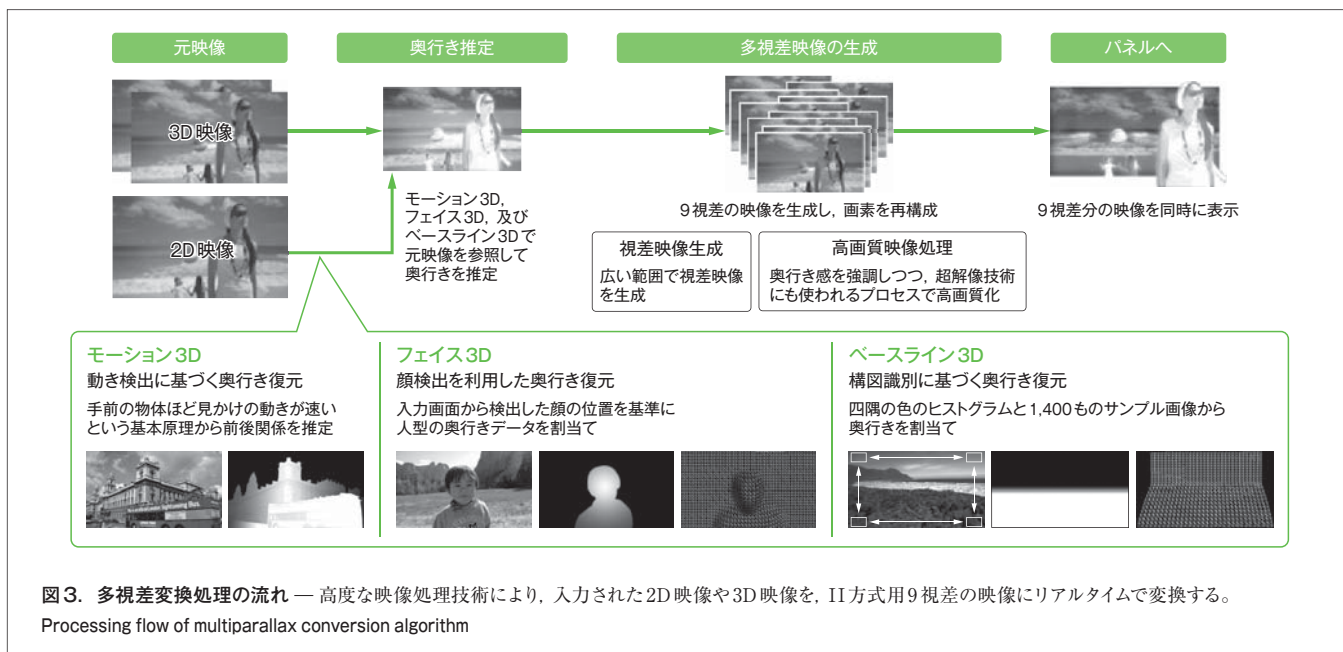 元映像
奥行き推定
多視差映像の生成
パネルへ
3D映像
2D映像
モーション3D,
フェイス3D, 及び
ベースライン3Dで
元映像を参照して
奥行きを推定
9視差の映像を生成し, 画素を再構成
9視差分の映像を同時に表示
視差映像生成
広い範囲で視差映像
を生成
高画質映像処理
奥行き感を強調しつつ, 超解像技術
にも使われるプロセスで高画質化
モーション3D
動き検出に基づく奥行き復元
手前の物体ほど見かけの動きが速い
という基本原理から前後関係を推定
フェイス3D
顔検出を利用した奥行き復元
入力画面から検出した顔の位置を基準に
人型の奥行きデータを割当て
ベースライン3D
構図識別に基づく奥行き復元
四隅の色のヒストグラムと1,400ものサンプル画像から
奥行きを割当て
図3. 多視差変換処理の流れ — 高度な映像処理技術により, 入力された2D映像や3D映像を, II方式用9視差の映像にリアルタイムで変換する。
Processing flow of multiparallax conversion algorithm